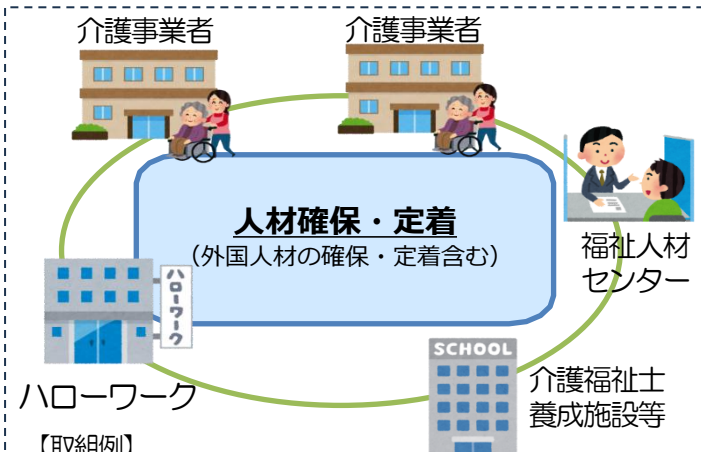 介護事業者
介護事業者
人材確保・定着
(外国人材の確保・定着含む)
福祉人材
センター
ハローワーク
ハローワーク
SCHOOL
介護福祉士
養成施設等
【取組例】